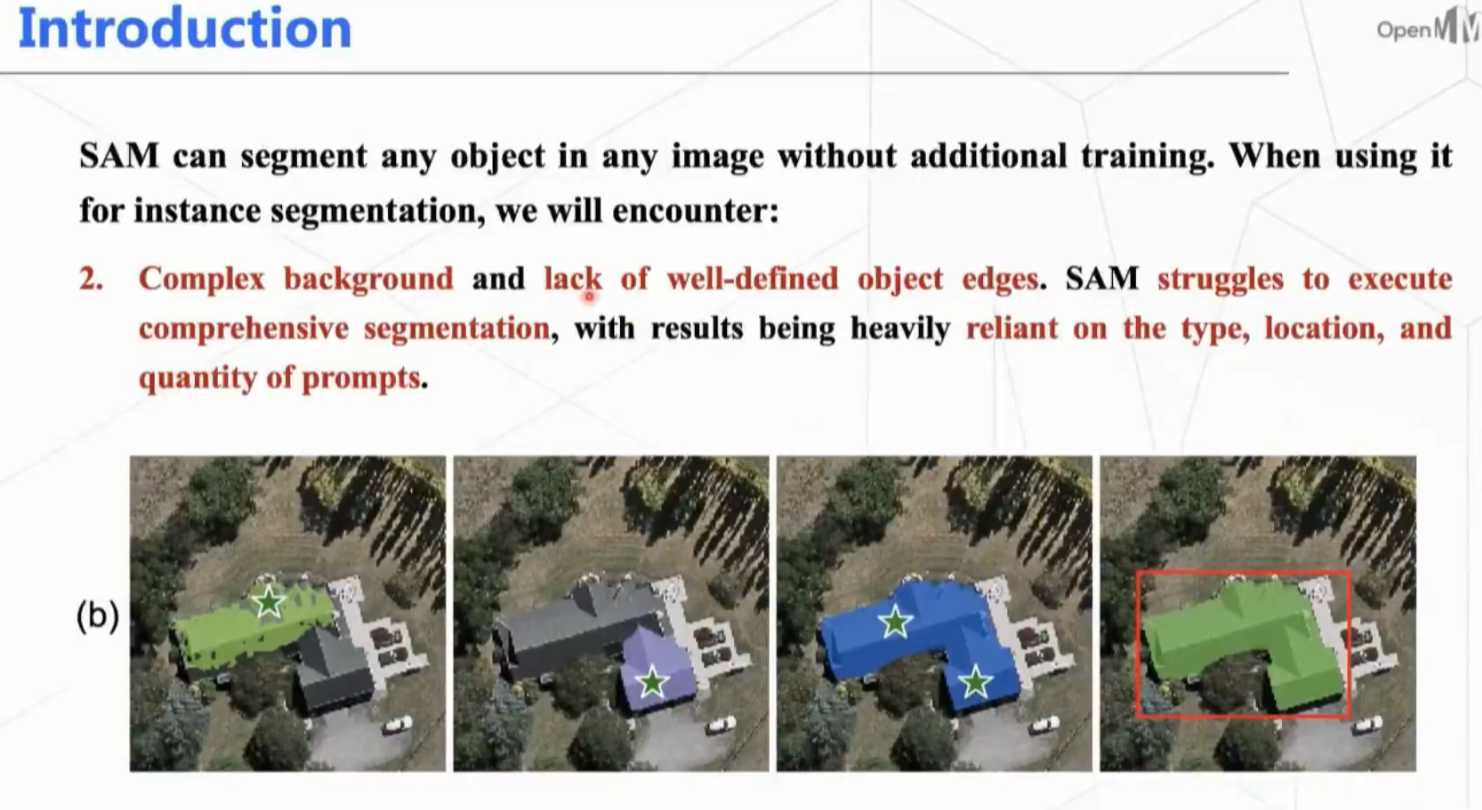 Introduction
OpenMM
SAM can segment any object in any image without additional training. When using it
for instance segmentation, we will encounter:
2. Complex background and lack of well-defined object edges. SAM struggles to execute
comprehensive segmentation, with results being heavily reliant on the type, location, and
quantity of prompts.
(b)